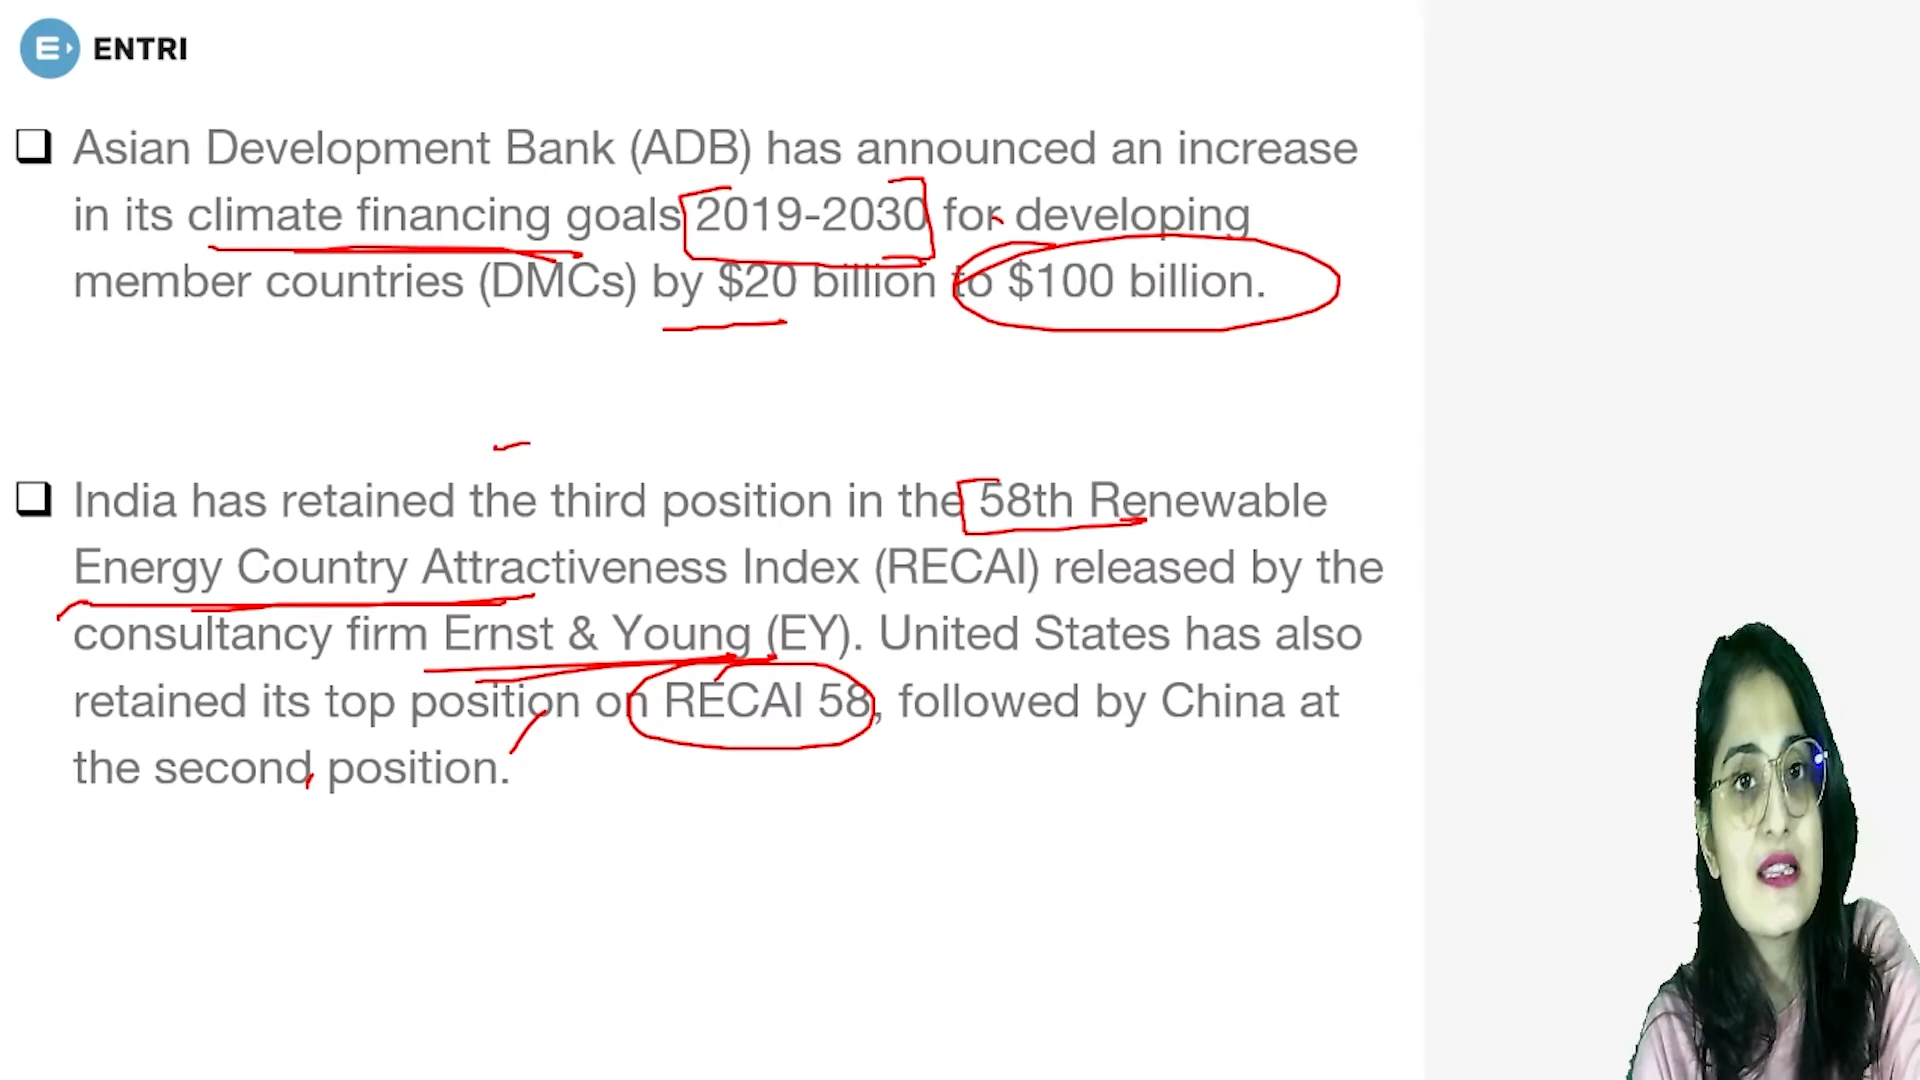 ENTRI
Asian Development Bank (ADB) has announced an increase
in its climate financing goals 2019-2030 for developing
member countries (DMCs) by $20 billion to $100 billion.
India has retained the third position in the 58th Renewable
Energy Country Attractiveness Index (RECAI) released by the
consultancy firm Ernst & Young (EY). United States has also
retained its top position on RECAI 58, followed by China at
the second position.